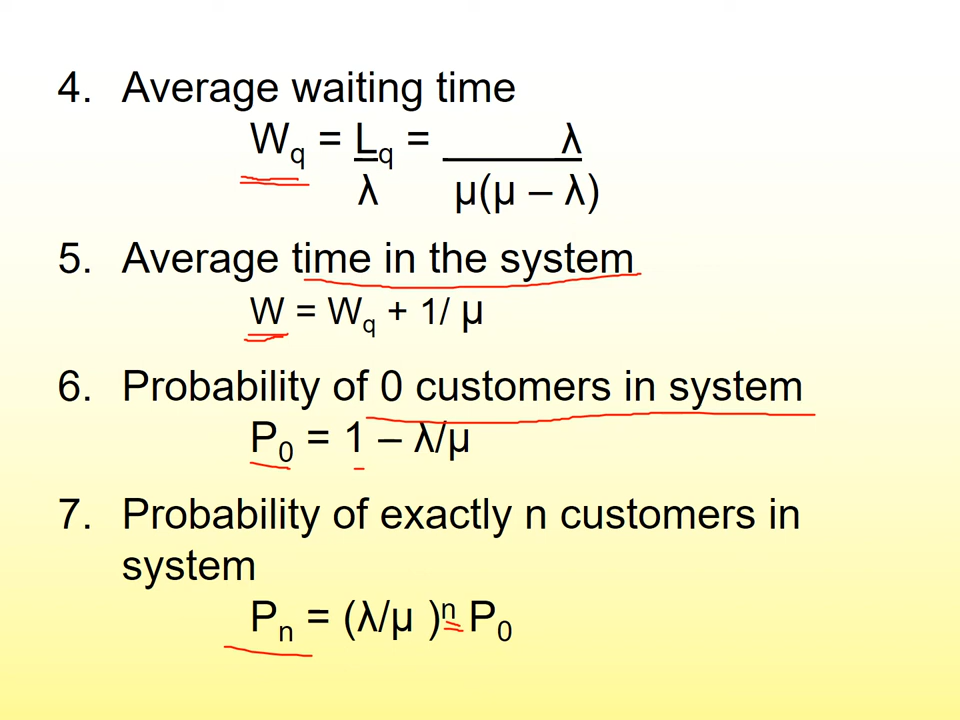 4. Average waiting time
Wq = Lq = λ
λ μ(μ – λ)
5. Average time in the system
W = Wq + 1/ μ
6. Probability of 0 customers in system
P0 = 1 – λ/μ
7. Probability of exactly n customers in
system
Pn = (λ/μ )n P0